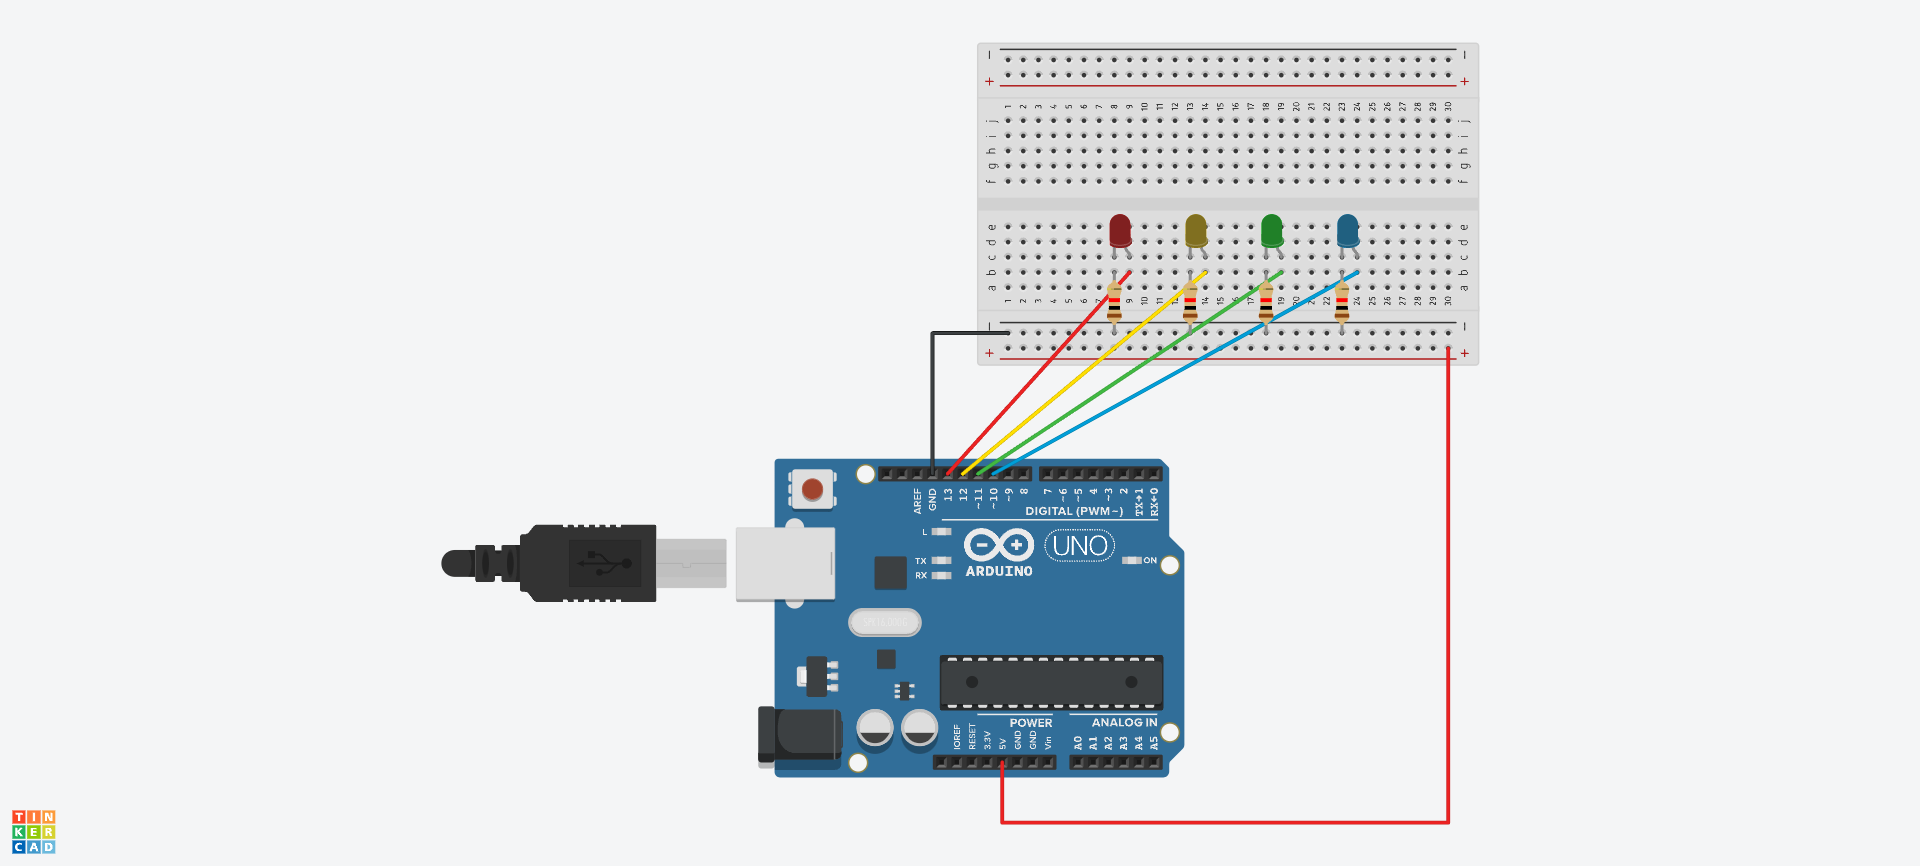 − −
+ +
1 2 3 4 5 6 7 8 9 10 11 12 13 14 15 16 17 18 19 20 21 22 23 24 25 26 27 28 29 30
j j
i i
h h
g g
f f
e e
d d
c c
b b
a a
1 2 3 4 5 6 7 9 10 11 12 14 15 16 17 19 20 21 22 24 25 26 27 28 29 30
− −
+ +
AREF GND 13 12 ~11 ~10 ~9 8 7 ~6 ~5 4 ~3 2 TX→1 RX←0
DIGITAL (PWM~)
L
TX
RX
UNO
ARDUINO
ON
POWER
ANALOG IN
IOREF RESET 3.3V 5V GND GND Vin A0 A1 A2 A3 A4 A5
TIN
KER
CAD